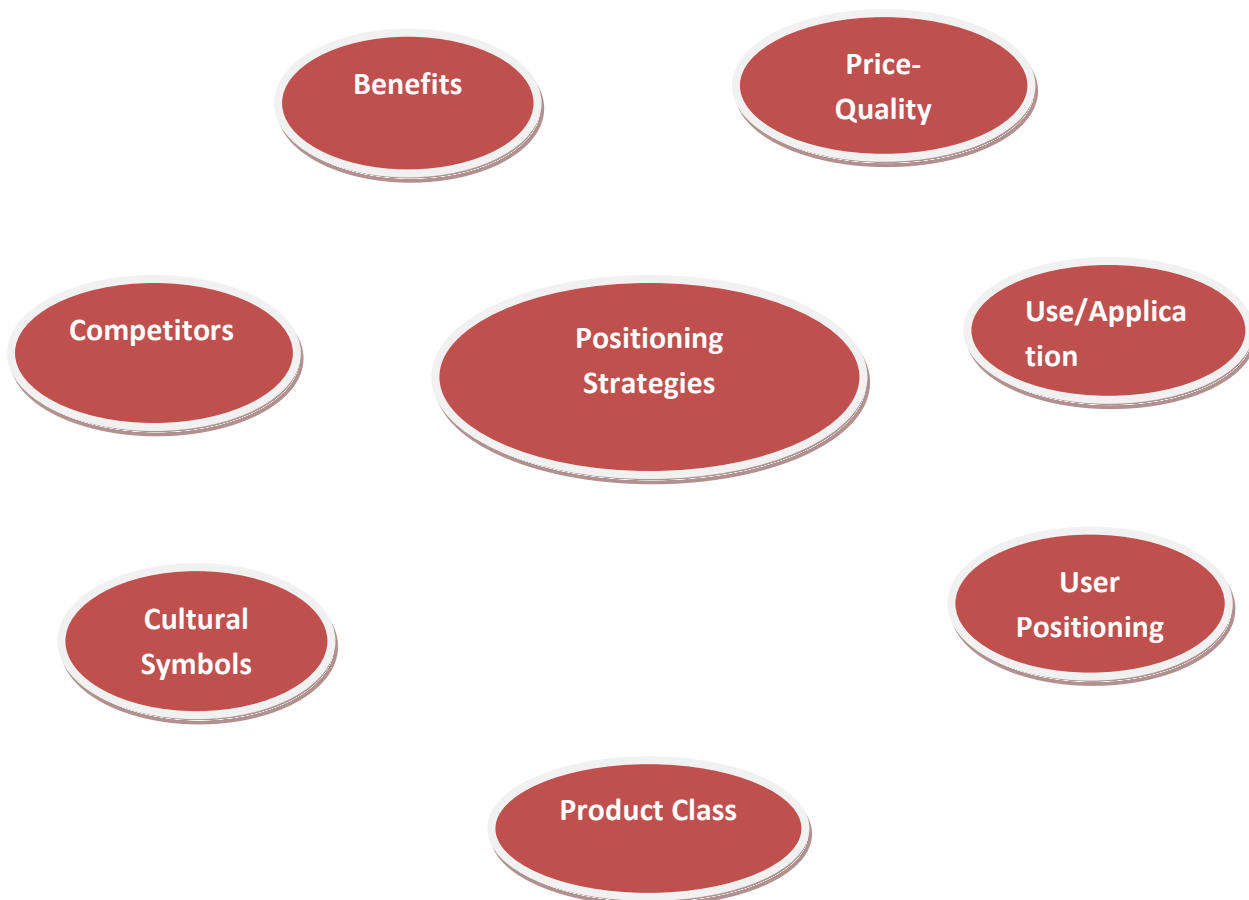 Benefits
Price-
Quality
Competitors
Positioning
Strategies
Use/Applica
tion
Cultural
Symbols
User
Positioning
Product Class